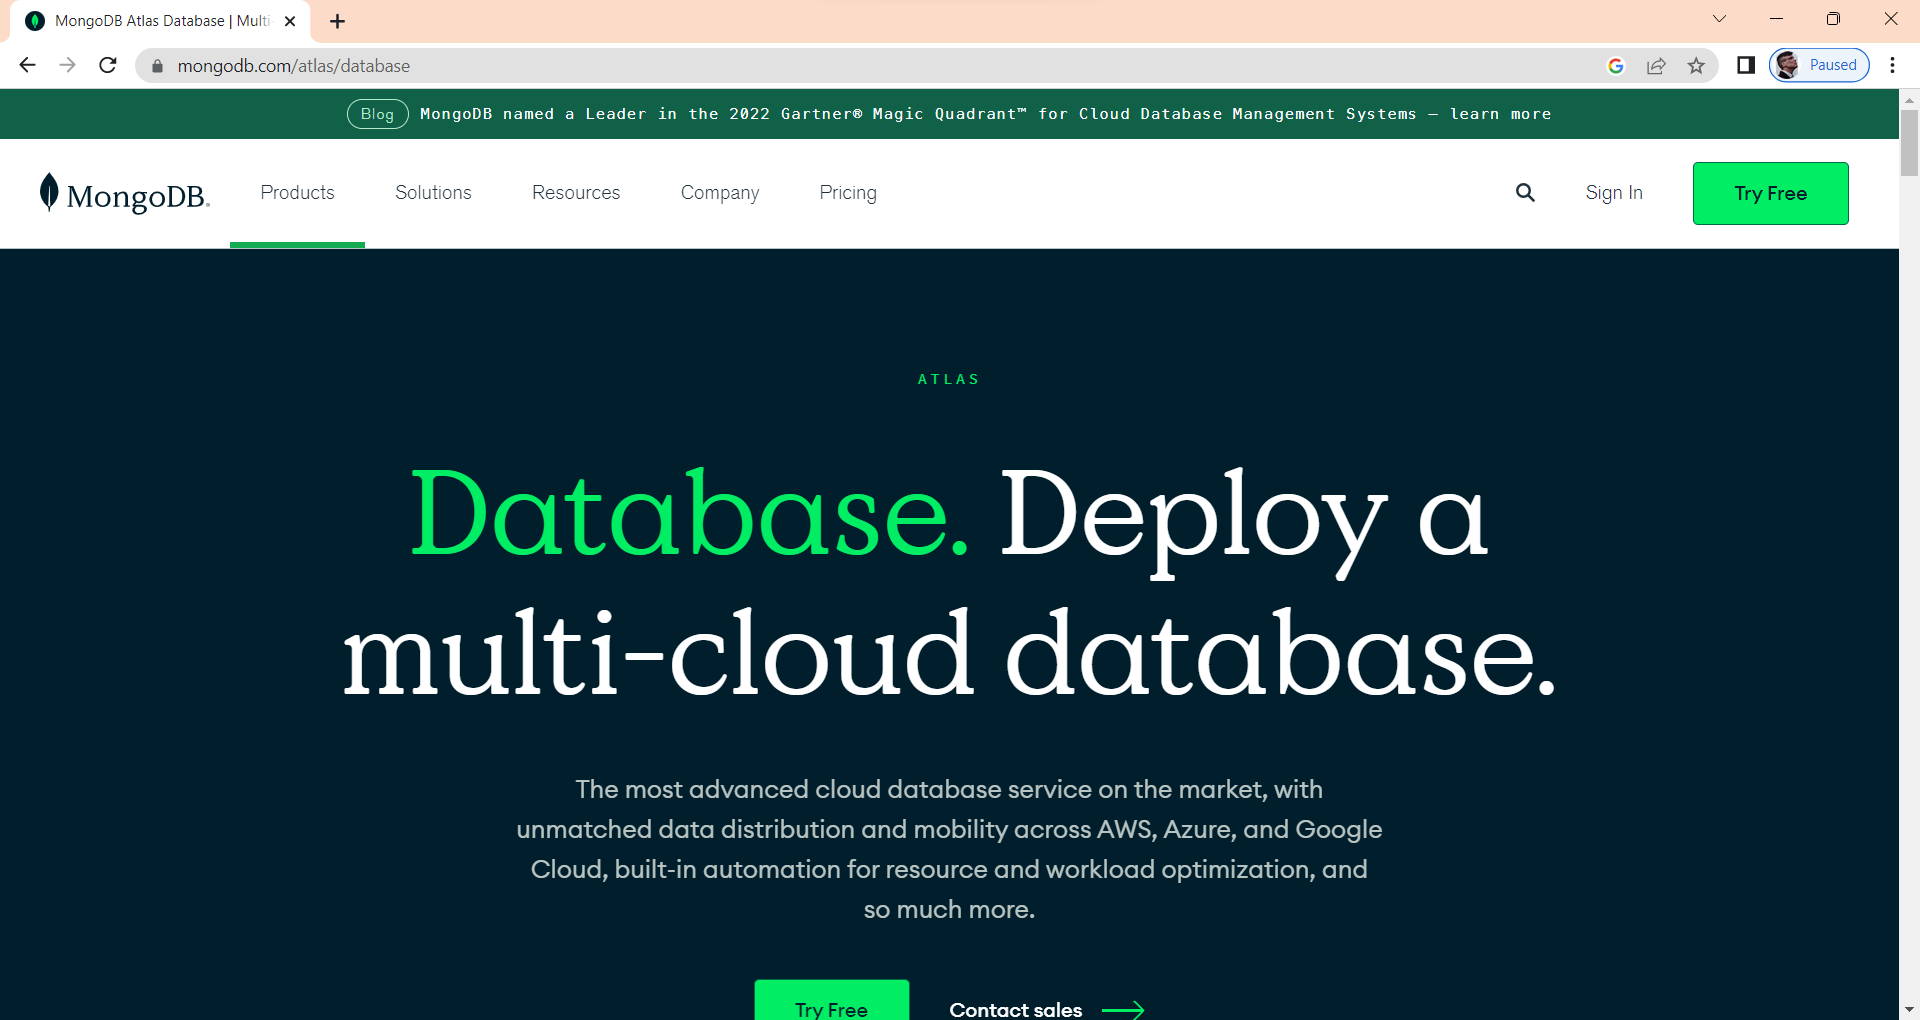 MongoDB Atlas Database | Multi
mongodb.com/atlas/database
Paused
Blog MongoDB named a Leader in the 2022 Gartner® Magic Quadrant™ for Cloud Database Management Systems – learn more
MongoDB® Products Solutions Resources Company Pricing Sign In Try Free
ATLAS
Database. Deploy a
multi-cloud database.
The most advanced cloud database service on the market, with
unmatched data distribution and mobility across AWS, Azure, and Google
Cloud, built-in automation for resource and workload optimization, and
so much more.
Try Free Contact sales